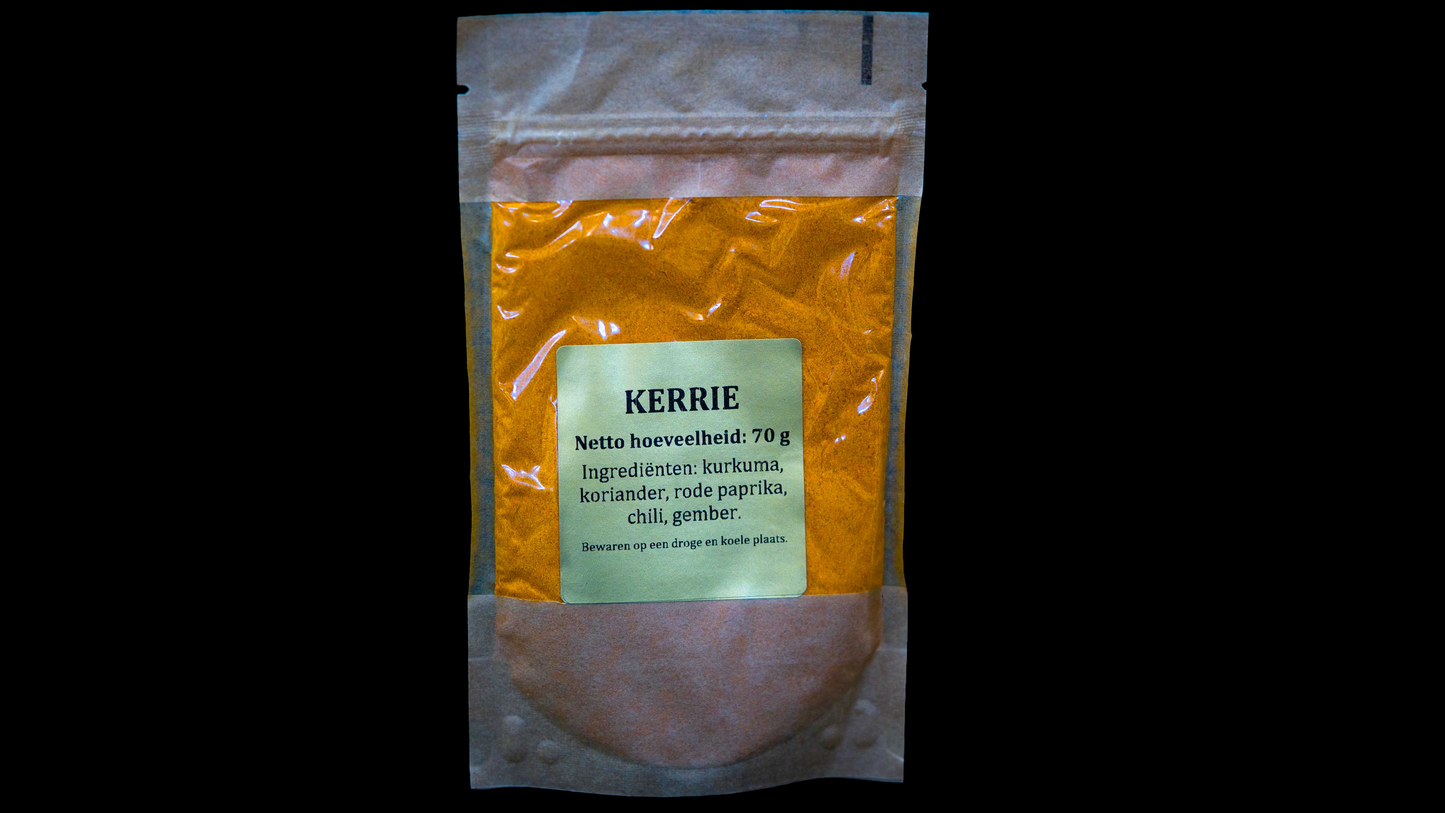 KERRIE
Netto hoeveelheid: 70 g
Ingrediënten: kurkuma,
koriander, rode paprika,
chili, gember.
Bewaren op een droge en koele plaats.